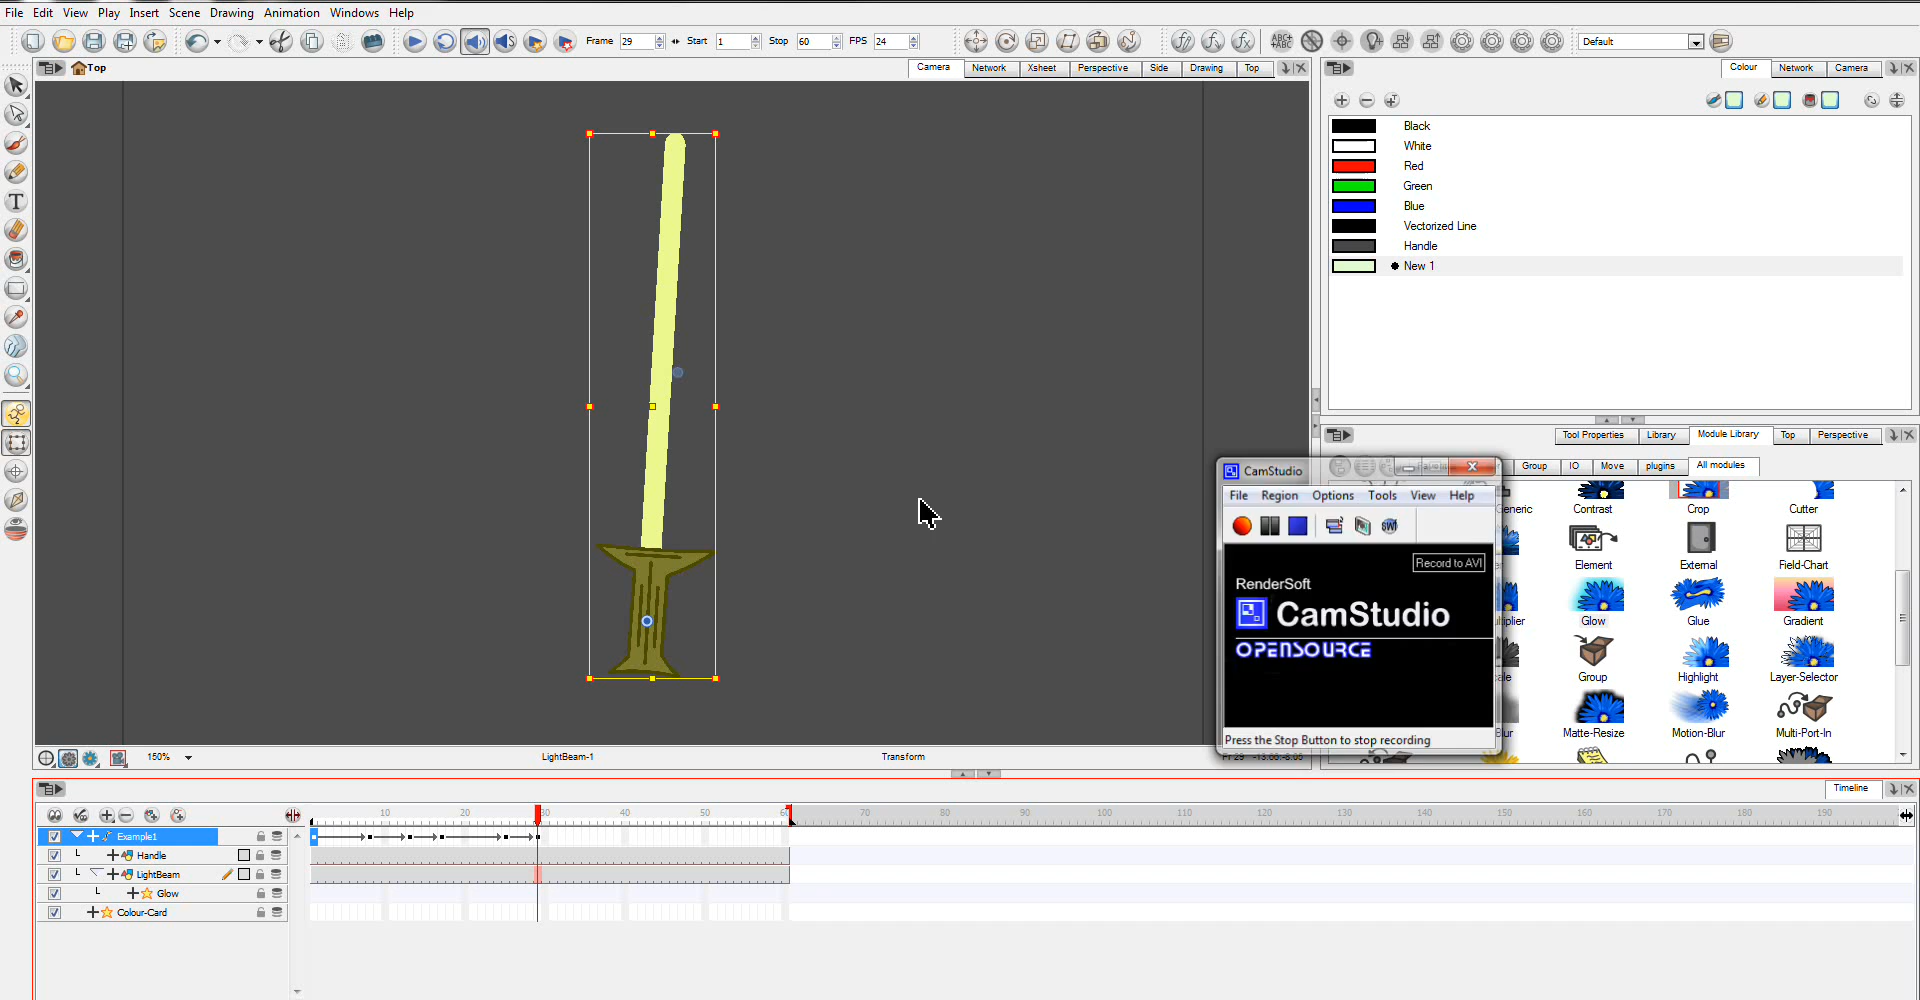 File Edit View Play Insert Scene Drawing Animation Windows Help
Frame 29 Start 1 Stop 60 FPS 24 Default
Top
Camera Network Xsheet Perspective Side Drawing Top
Colour Network Camera
Black
White
Red
Green
Blue
Vectorized Line
Handle
New 1
Tool Properties Library Module Library Top Perspective
Group IO Move plugins All modules
eneric Contrast Crop Cutter
Element External Field-Chart
Glow Glue Gradient
Group Highlight Layer-Selector
Matte-Resize Motion-Blur Multi-Port-In
CamStudio
File Region Options Tools View Help
Record to AVI
RenderSoft
CamStudio
OPENSOURCE
Press the Stop Button to stop recording
150% LightBeam-1 Transform
Timeline
10 20 30 40 50 60 70 80 90 100 110 120 130 140 150 160 170 180 190
Example1
Handle
LightBeam
Glow
Colour-Card